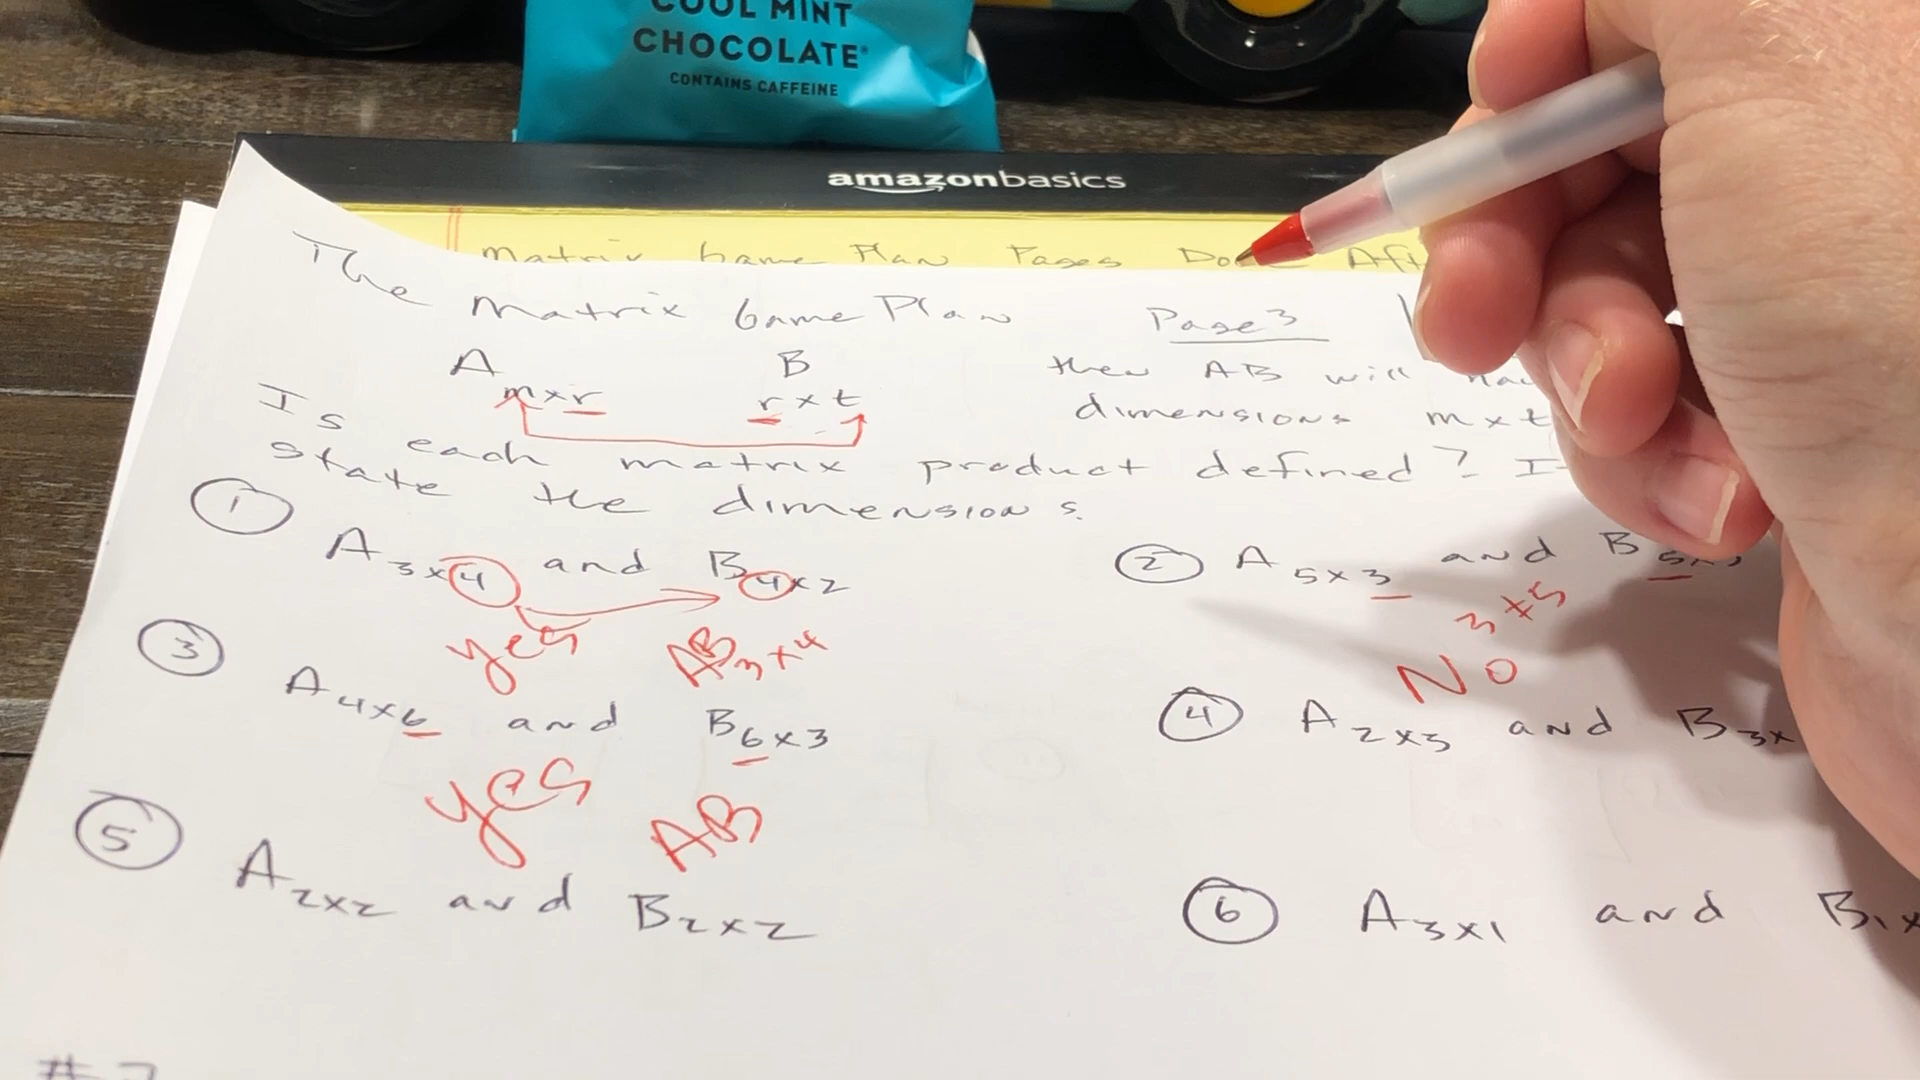 COOL MINT
CHOCOLATE®
CONTAINS CAFFEINE
amazonbasics
Matrix Game Plan Pages
The Matrix Game Plan Page 3
A B then AB will
m×r r×t dimensions m×t
Is each matrix product defined?
state the dimensions.
① A3×4 and B4×2 ② A5×3 and B
yes AB3×4 3≠5
No
③ A4×6 and B6×3 ④ A2×3 and B3×
yes AB
⑤ A2×2 and B2×2 ⑥ A3×1 and B1×